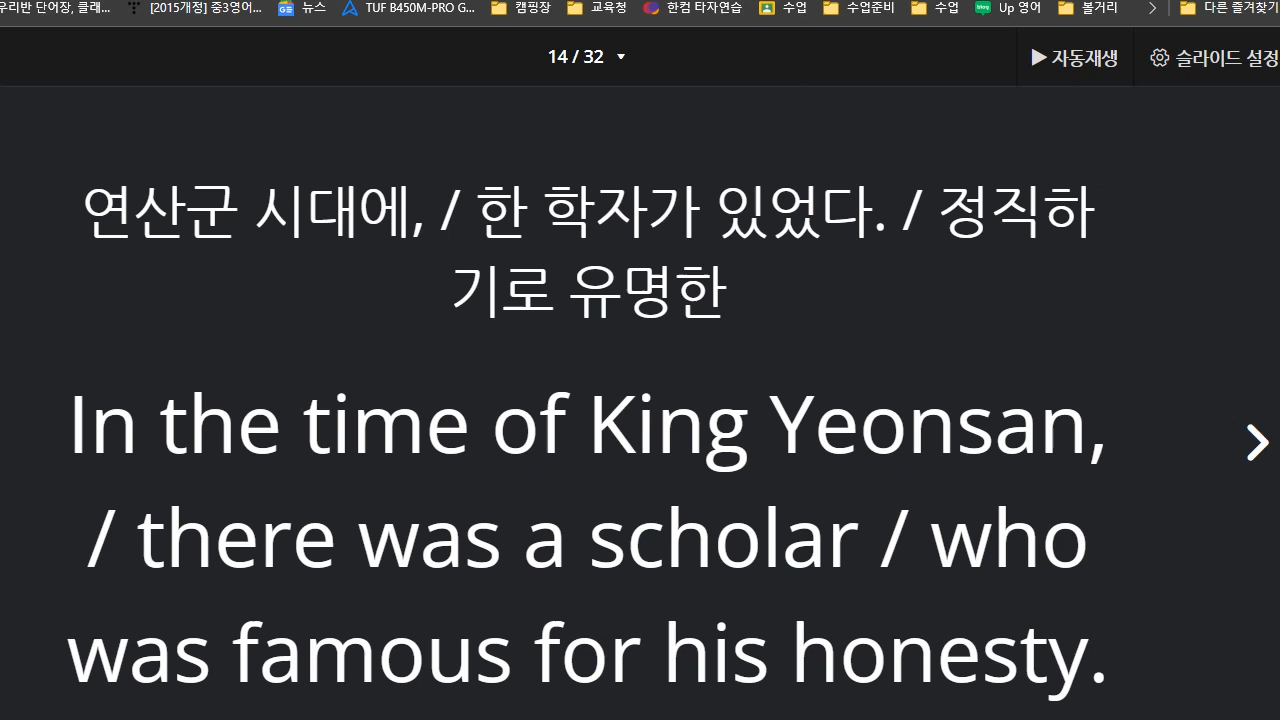 우리반 단어장, 클래... [2015개정] 중3영어... 뉴스 TUF B450M-PRO G... 캠핑장 교육청 한컴 타자연습 수업 수업준비 수업 Up 영어 볼거리 다른 즐겨찾기
14 / 32 자동재생 슬라이드 설정
연산군 시대에, / 한 학자가 있었다. / 정직하
기로 유명한
In the time of King Yeonsan,
/ there was a scholar / who
was famous for his honesty.